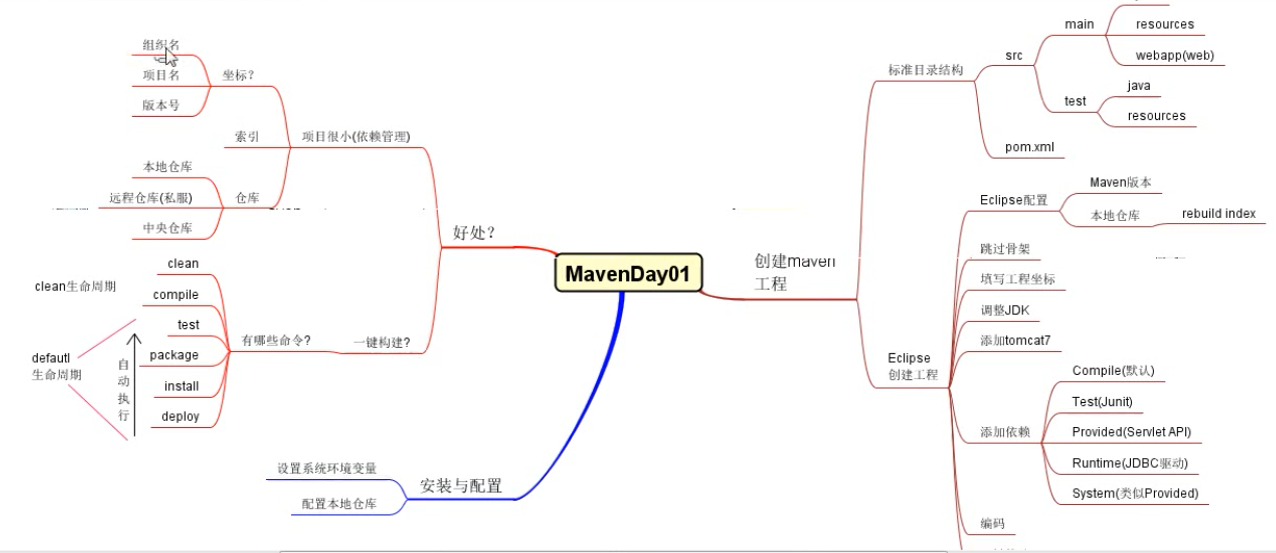 MavenDay01
好处?
项目很小(依赖管理)
坐标?
组织名
项目名
版本号
索引
仓库
本地仓库
远程仓库(私服)
中央仓库
一键构建?
有哪些命令?
clean
compile
test
package
install
deploy
clean生命周期
defautl
生命周期
自
动
执
行
安装与配置
设置系统环境变量
配置本地仓库
创建maven
工程
标准目录结构
src
main
resources
webapp(web)
test
java
resources
pom.xml
Eclipse
创建工程
Eclipse配置
Maven版本
本地仓库
rebuild index
跳过骨架
填写工程坐标
调整JDK
添加tomcat7
添加依赖
Compile(默认)
Test(Junit)
Provided(Servlet API)
Runtime(JDBC驱动)
System(类似Provided)
编码